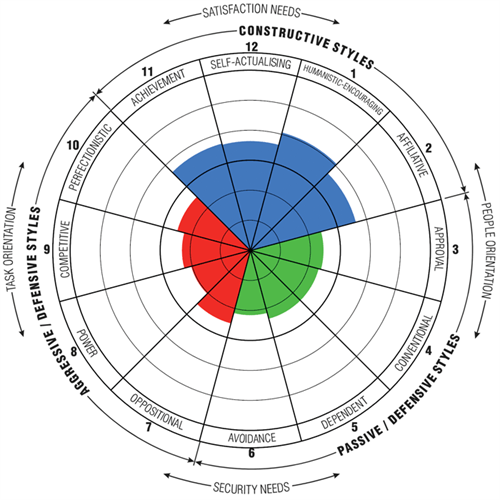 SATISFACTION NEEDS
CONSTRUCTIVE STYLES
12
SELF-ACTUALISING
1
HUMANISTIC-ENCOURAGING
2
AFFILIATIVE
PEOPLE ORIENTATION
3
APPROVAL
4
CONVENTIONAL
PASSIVE / DEFENSIVE STYLES
5
DEPENDENT
6
AVOIDANCE
SECURITY NEEDS
7
OPPOSITIONAL
8
POWER
AGGRESSIVE / DEFENSIVE STYLES
TASK ORIENTATION
9
COMPETITIVE
10
PERFECTIONISTIC
11
ACHIEVEMENT